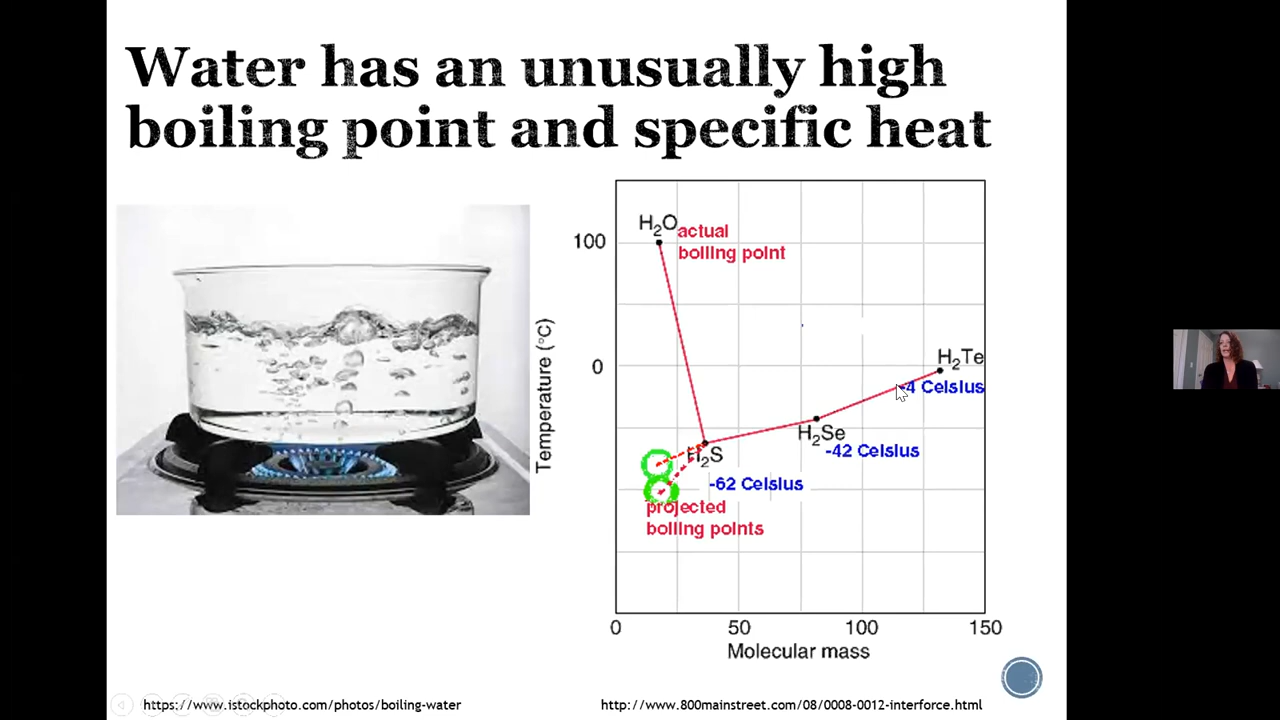 Water has an unusually high
boiling point and specific heat
H₂O
actual
boiling point
100
Temperature (°C)
0
H₂Te
-4 Celsius
H₂Se
-42 Celsius
H₂S
-62 Celsius
projected
boiling points
0
50
100
150
Molecular mass
https://www.istockphoto.com/photos/boiling-water
http://www.800mainstreet.com/08/0008-0012-interforce.html